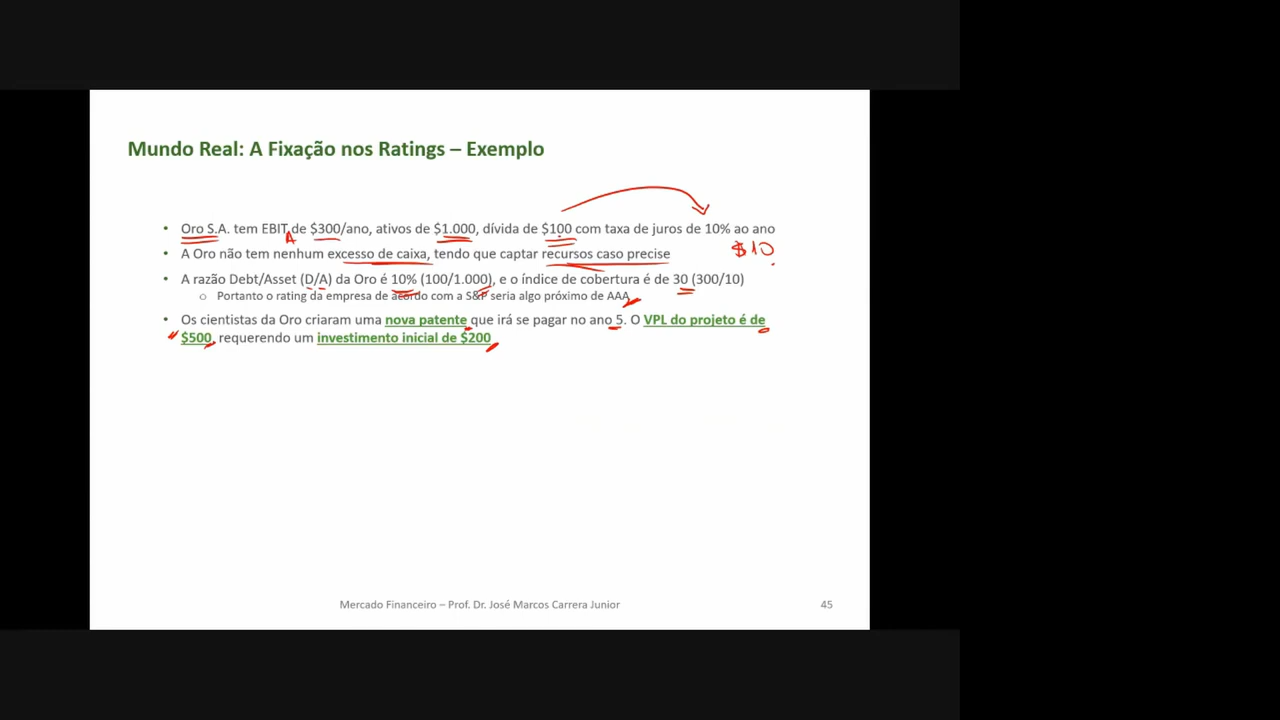 Mundo Real: A Fixação nos Ratings – Exemplo
• Oro S.A. tem EBIT de $300/ano, ativos de $1.000, dívida de $100 com taxa de juros de 10% ao ano
A
• A Oro não tem nenhum excesso de caixa, tendo que captar recursos caso precise
$10
• A razão Debt/Asset (D/A) da Oro é 10% (100/1.000), e o índice de cobertura é de 30 (300/10)
○ Portanto o rating da empresa de acordo com a S&P seria algo próximo de AAA
• Os cientistas da Oro criaram uma nova patente que irá se pagar no ano 5. O VPL do projeto é de
$500, requerendo um investimento inicial de $200
Mercado Financeiro – Prof. Dr. José Marcos Carrera Junior
45